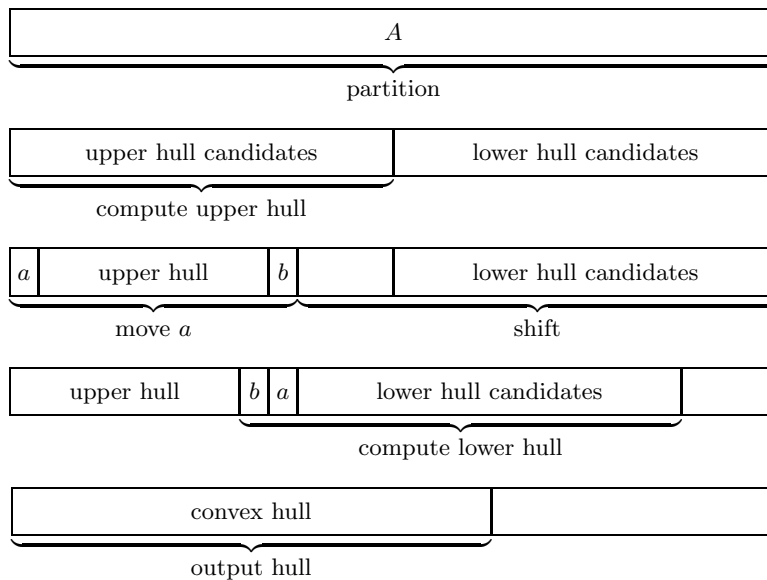 A
partition
upper hull candidates lower hull candidates
compute upper hull
a upper hull b lower hull candidates
move a shift
upper hull b a lower hull candidates
compute lower hull
convex hull
output hull